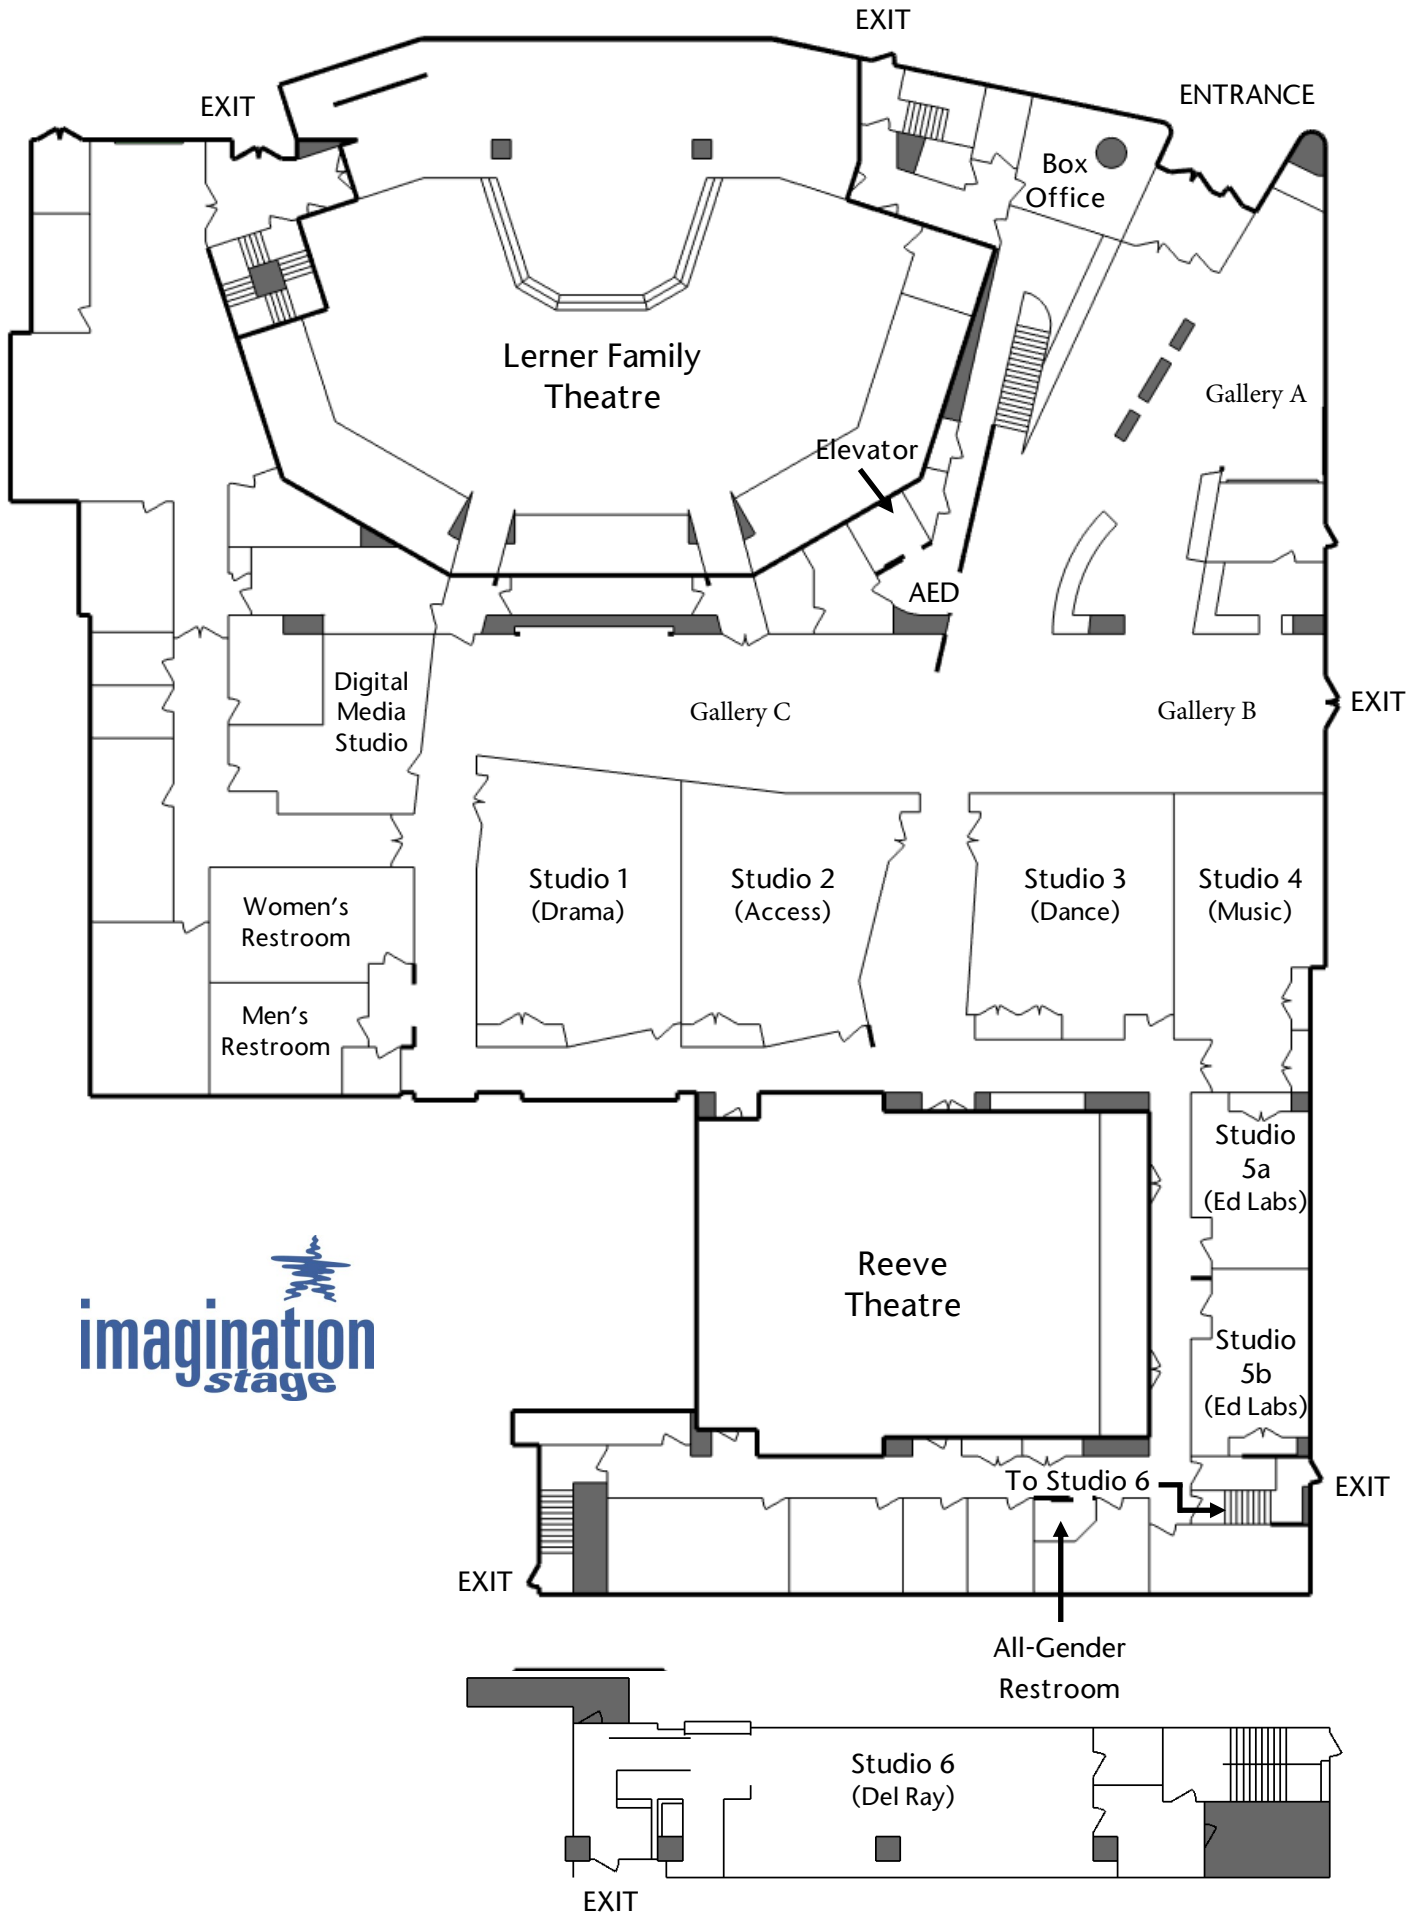 EXIT
ENTRANCE
EXIT
Box
Office
Lerner Family
Theatre
Gallery A
Elevator
AED
Digital
Media
Studio
Gallery C
Gallery B
EXIT
Studio 1
(Drama)
Studio 2
(Access)
Studio 3
(Dance)
Studio 4
(Music)
Women's
Restroom
Men's
Restroom
Studio
5a
(Ed Labs)
Reeve
Theatre
imagination
stage
Studio
5b
(Ed Labs)
To Studio 6
EXIT
EXIT
All-Gender
Restroom
Studio 6
(Del Ray)
EXIT